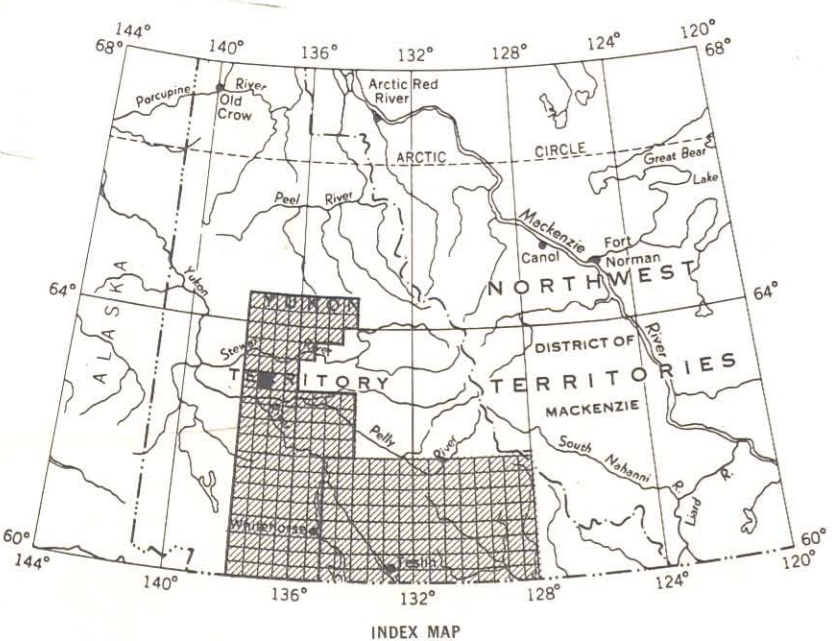 144°
140°
136°
132°
128°
124°
120°
68°
68°
Porcupine River
Old
Crow
Arctic Red
River
ARCTIC CIRCLE
Great Bear
Lake
Peel River
Mackenzie
Canol
Fort
Norman
Yukon
ALASKA
64°
64°
YUKON
NORTHWEST
Stewart River
DISTRICT OF
River
TERRITORY
TERRITORIES
MACKENZIE
Pelly
River
South Nahanni
R.
Liard
R.
Whitehorse
Teslin
60°
60°
144°
140°
136°
132°
128°
124°
120°
INDEX MAP